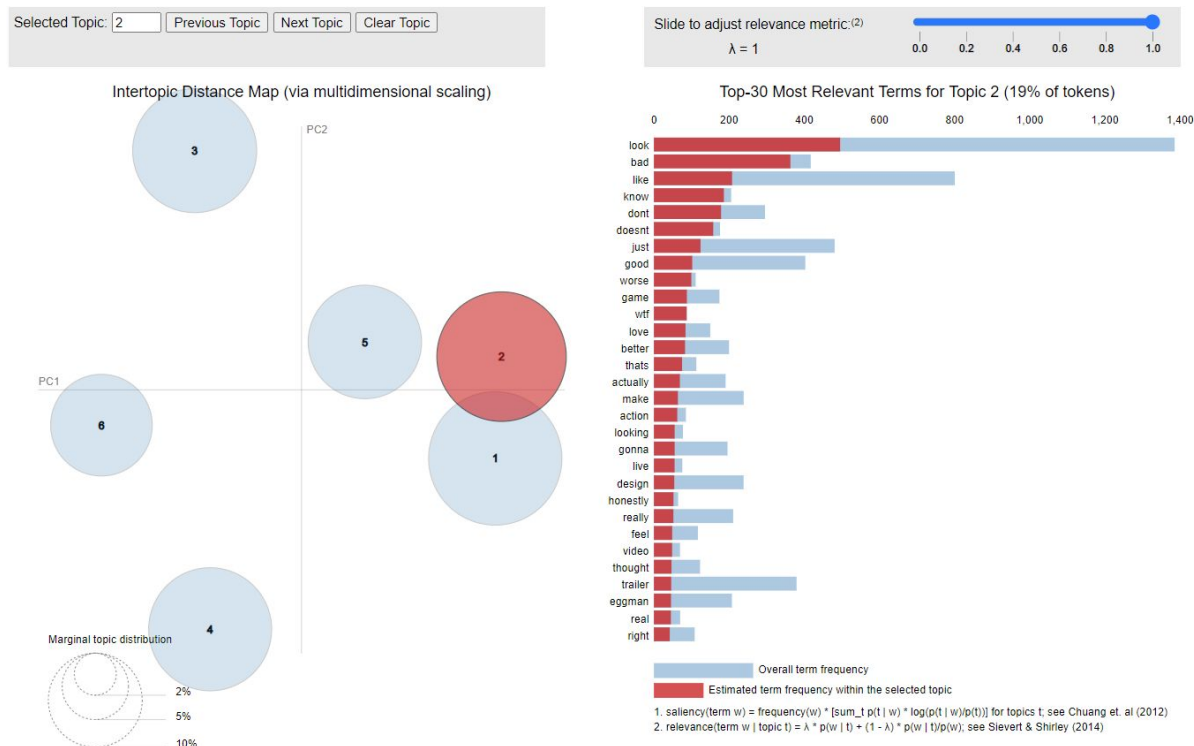 Selected Topic: 2 Previous Topic Next Topic Clear Topic
Slide to adjust relevance metric:(2)
λ = 1
0.0 0.2 0.4 0.6 0.8 1.0
Intertopic Distance Map (via multidimensional scaling)
PC2
PC1
3
5
2
6
1
4
Marginal topic distribution
2%
5%
10%
Top-30 Most Relevant Terms for Topic 2 (19% of tokens)
0 200 400 600 800 1,000 1,200 1,400
look
bad
like
know
dont
doesnt
just
good
worse
game
wtf
love
better
thats
actually
make
action
looking
gonna
live
design
honestly
really
feel
video
thought
trailer
eggman
real
right
Overall term frequency
Estimated term frequency within the selected topic
1. saliency(term w) = frequency(w) * [sum_t p(t | w) * log(p(t | w)/p(t))] for topics t; see Chuang et. al (2012)
2. relevance(term w | topic t) = λ * p(w | t) + (1 - λ) * p(w | t)/p(w); see Sievert & Shirley (2014)